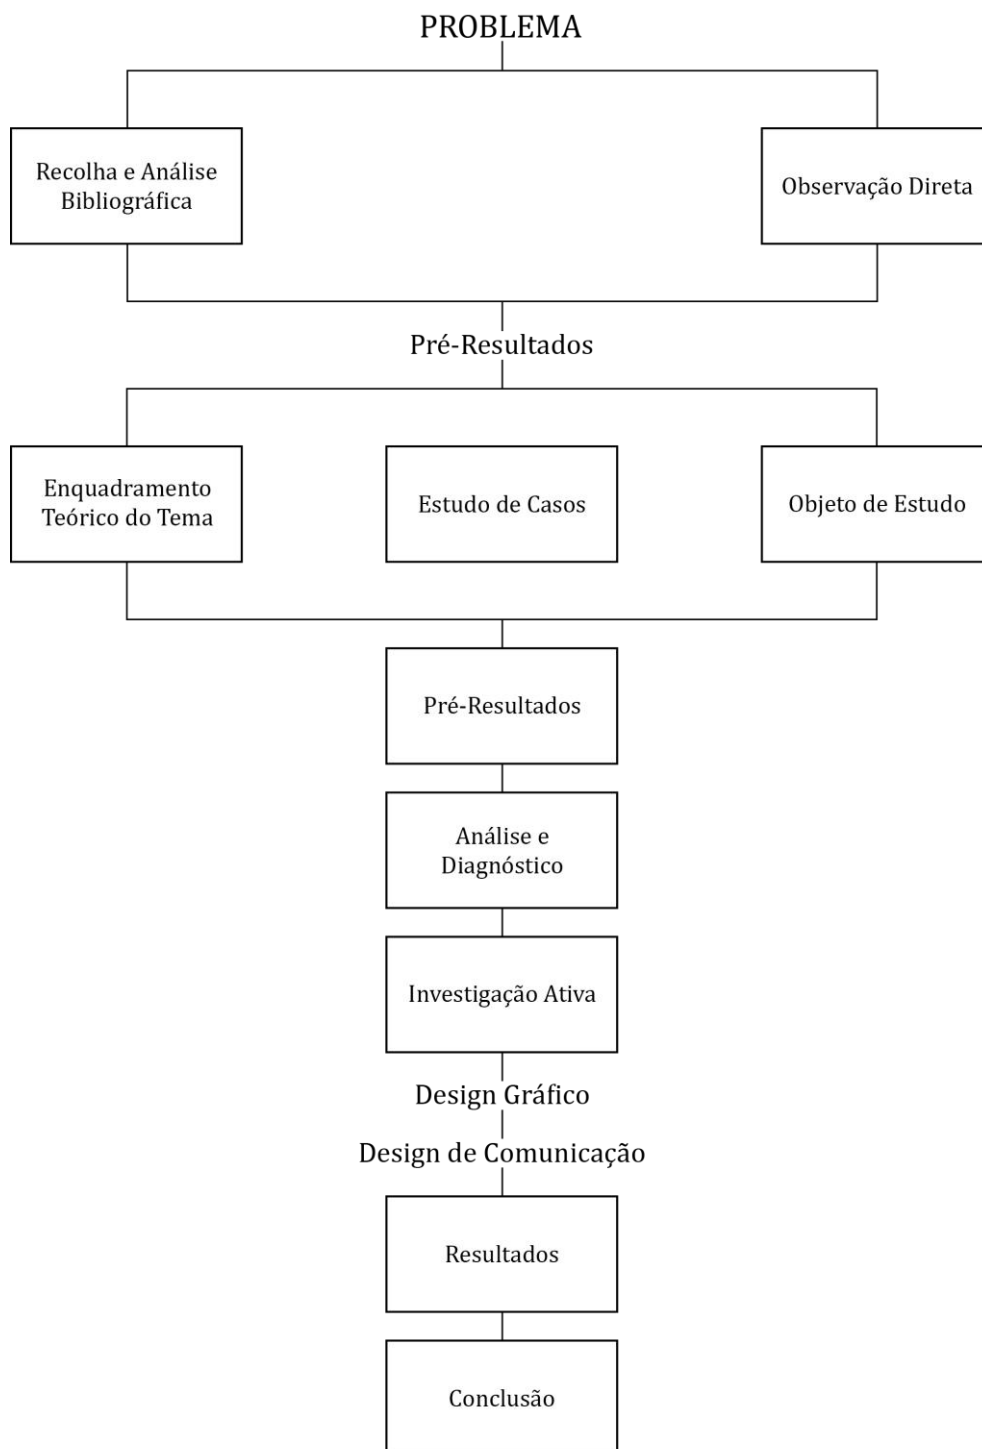 PROBLEMA
Recolha e Análise
Bibliográfica
Observação Direta
Pré-Resultados
Enquadramento
Teórico do Tema
Estudo de Casos
Objeto de Estudo
Pré-Resultados
Análise e
Diagnóstico
Investigação Ativa
Design Gráfico
Design de Comunicação
Resultados
Conclusão